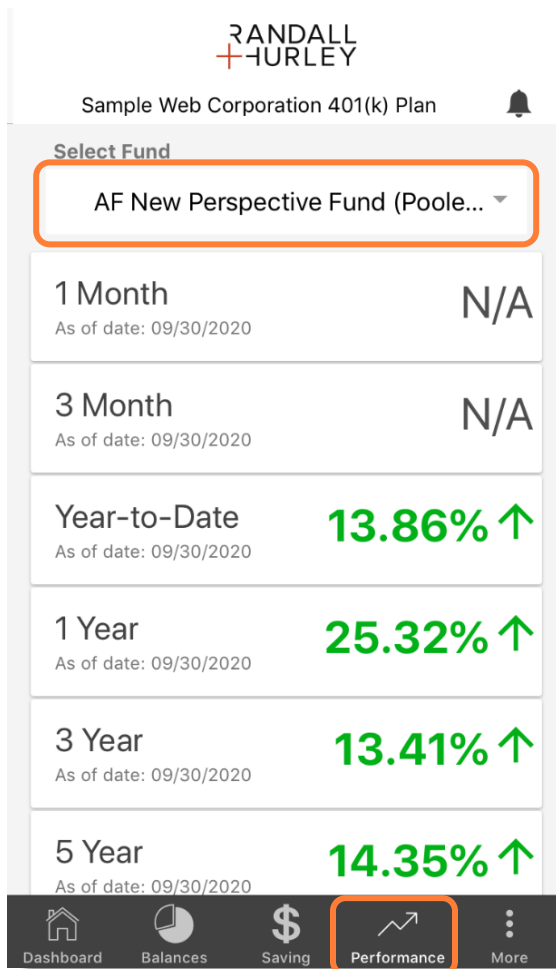 RANDALL
HURLEY
Sample Web Corporation 401(k) Plan
Select Fund
AF New Perspective Fund (Poole...
1 Month
N/A
As of date: 09/30/2020
3 Month
N/A
As of date: 09/30/2020
Year-to-Date
13.86%
As of date: 09/30/2020
1 Year
25.32%
As of date: 09/30/2020
3 Year
13.41%
As of date: 09/30/2020
5 Year
14.35%
As of date: 09/30/2020
Dashboard Balances Saving Performance More